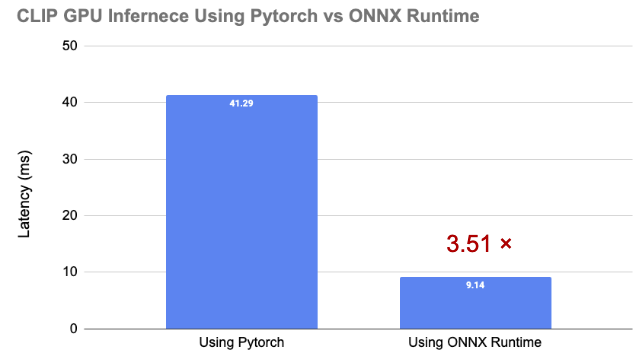 CLIP GPU Infernece Using Pytorch vs ONNX Runtime
50
40
30
20
10
0
Latency (ms)
41.29
3.51 ×
9.14
Using Pytorch
Using ONNX Runtime